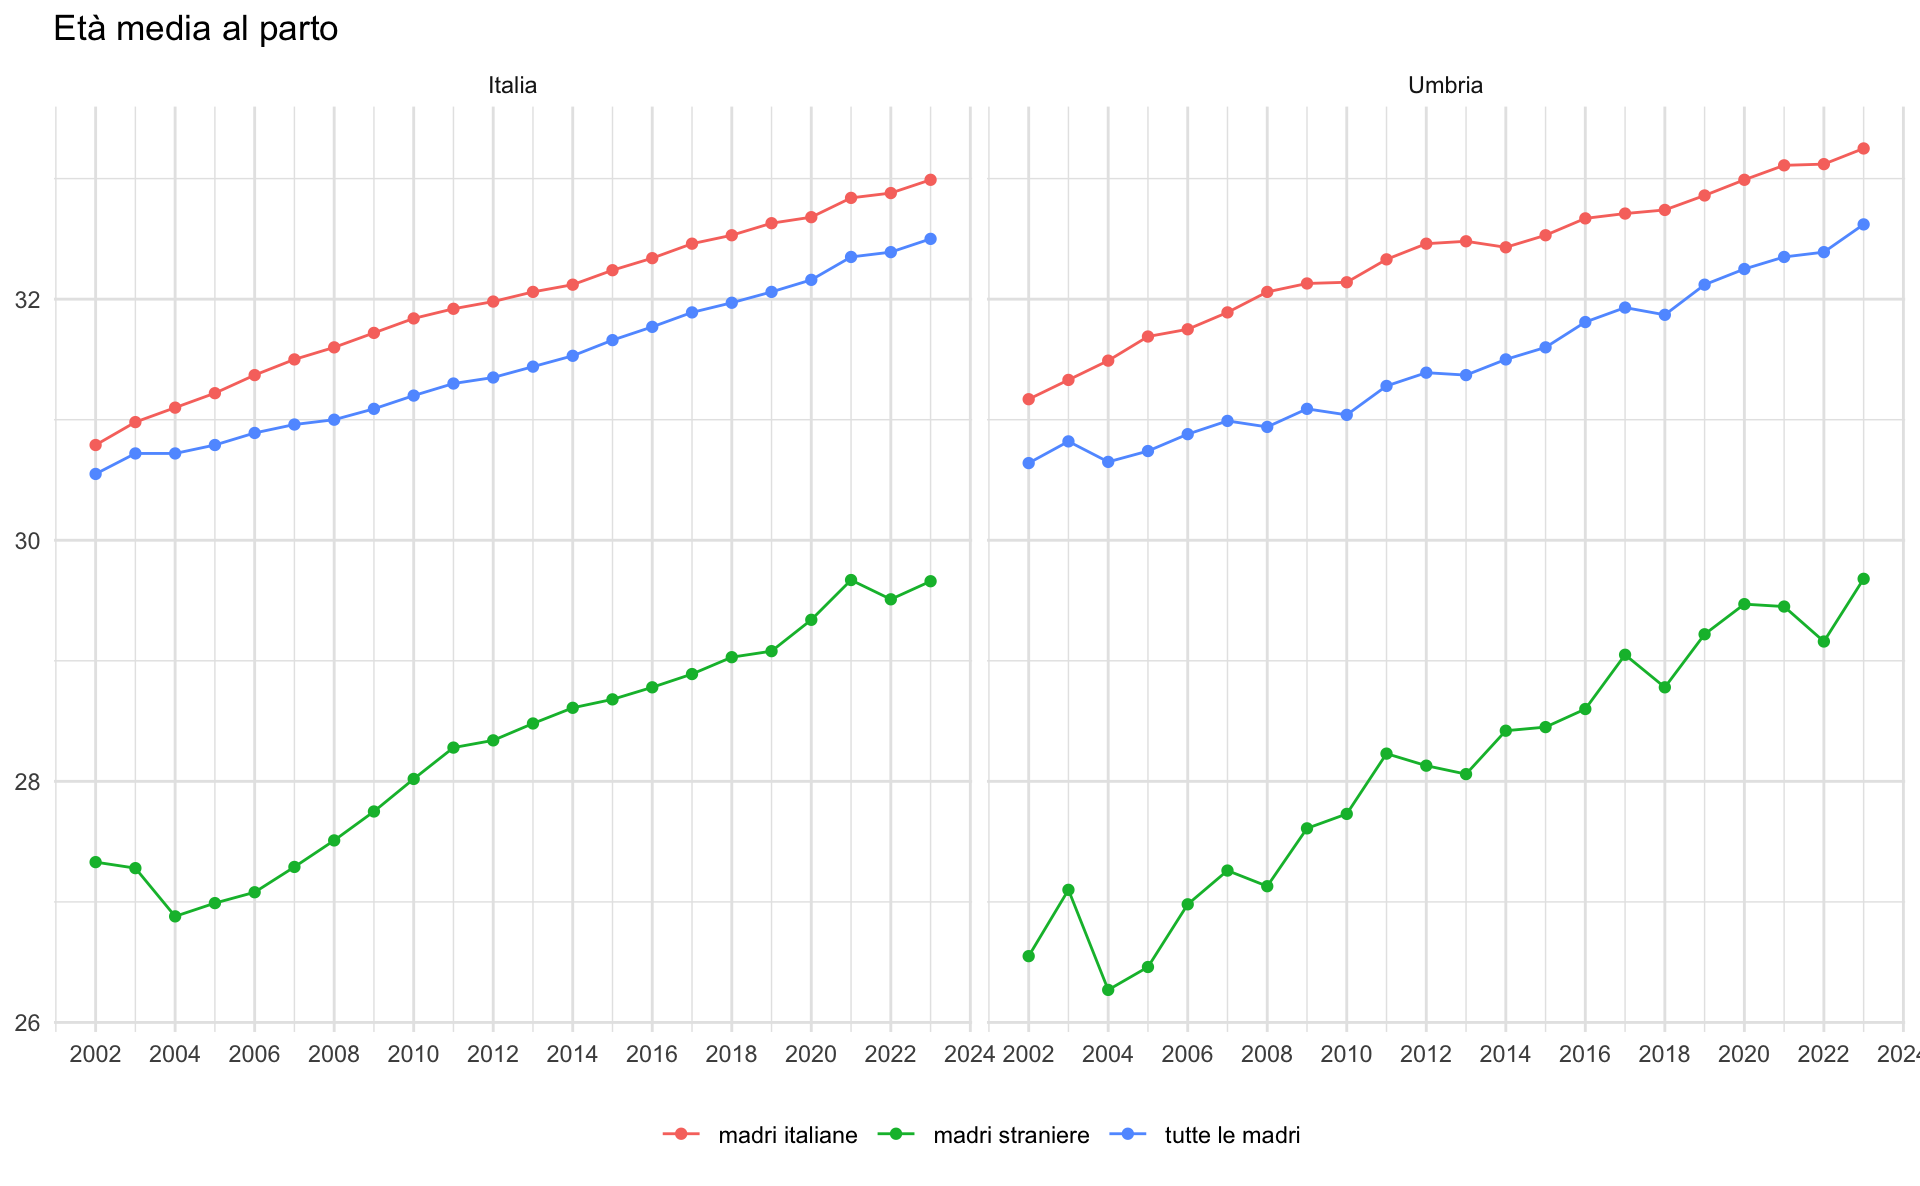 Età media al parto
Italia
Umbria
32
30
28
26
2002 2004 2006 2008 2010 2012 2014 2016 2018 2020 2022 2024
2002 2004 2006 2008 2010 2012 2014 2016 2018 2020 2022 202
madri italiane madri straniere tutte le madri